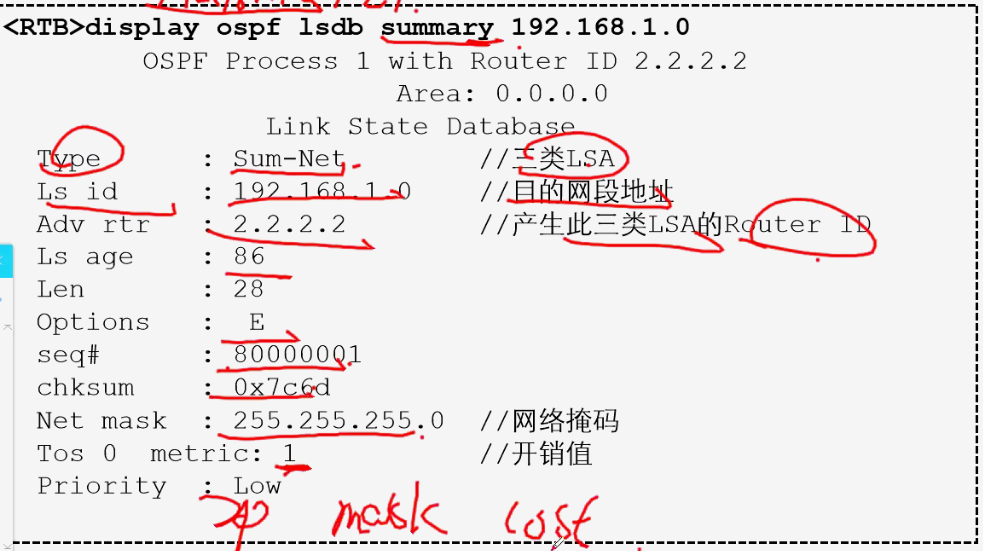 <RTB>display ospf lsdb summary 192.168.1.0
OSPF Process 1 with Router ID 2.2.2.2
Area: 0.0.0.0
Link State Database
Type : Sum-Net //三类LSA
Ls id : 192.168.1.0 //目的网段地址
Adv rtr : 2.2.2.2 //产生此三类LSA的Router ID
Ls age : 86
Len : 28
Options : E
seq# : 80000001
chksum : 0x7c6d
Net mask : 255.255.255.0 //网络掩码
Tos 0 metric: 1 //开销值
Priority : Low
mask cost